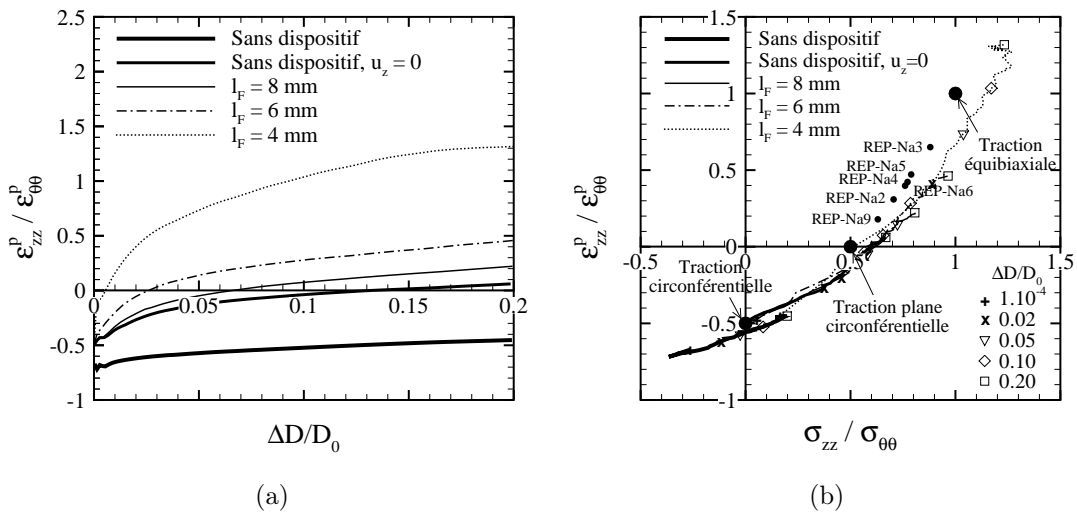 2.5
2
1.5
1
0.5
0
-0.5
-1
0
0.05
0.1
0.15
0.2
Sans dispositif
Sans dispositif, u_z = 0
l_F = 8 mm
l_F = 6 mm
l_F = 4 mm
ε^p_zz / ε^p_θθ
ΔD/D_0
(a)
1.5
1
0.5
0
-0.5
-1
-0.5
0
0.5
1
1.5
Sans dispositif
Sans dispositif, u_z=0
l_F = 8 mm
l_F = 6 mm
l_F = 4 mm
REP-Na3
REP-Na5
REP-Na4
REP-Na6
REP-Na2
REP-Na9
Traction
équibiaxiale
Traction
circonférentielle
Traction plane
circonférentielle
ΔD/D_0
1.10^-4
0.02
0.05
0.10
0.20
ε^p_zz / ε^p_θθ
σ_zz / σ_θθ
(b)